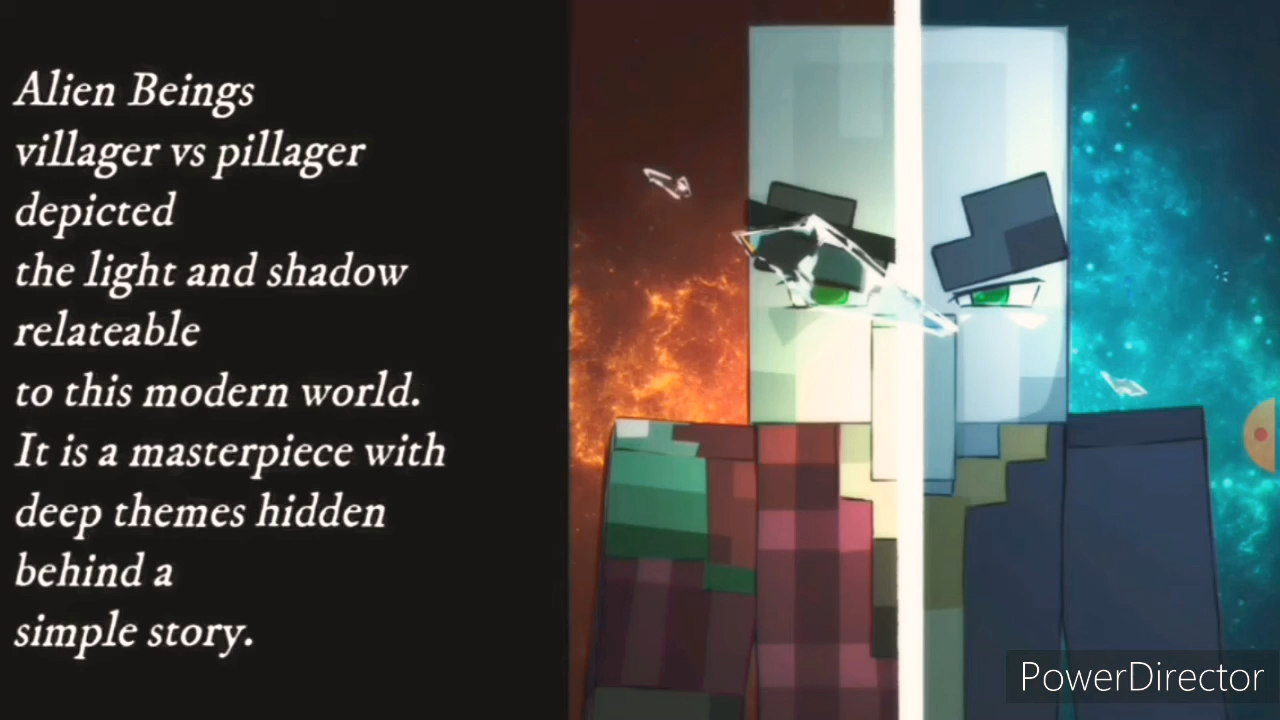 Alien Beings
villager vs pillager
depicted
the light and shadow
relateable
to this modern world.
It is a masterpiece with
deep themes hidden
behind a
simple story.
PowerDirector